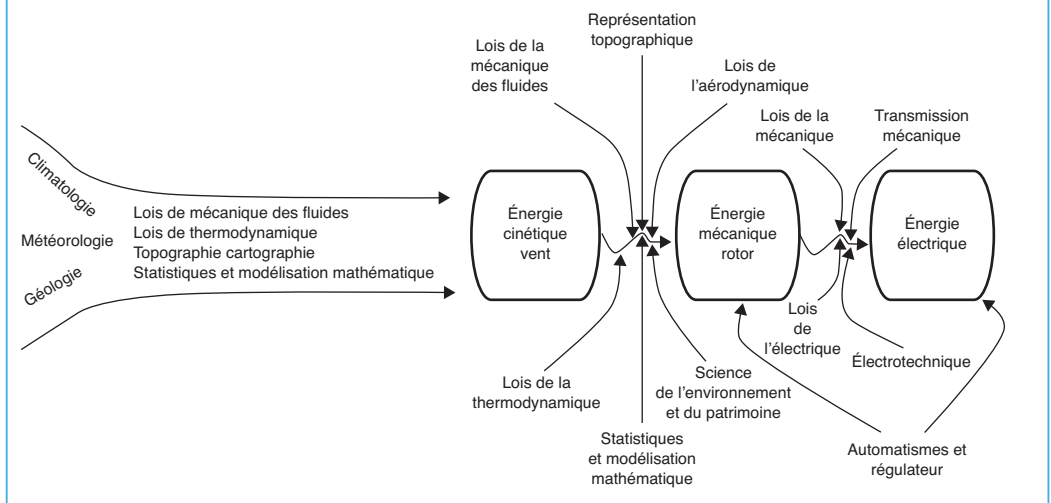 Représentation
topographique
Lois de la
mécanique
des fluides
Lois de
l'aérodynamique
Lois de la
mécanique
Transmission
mécanique
Climatologie
Météorologie
Géologie
Lois de mécanique des fluides
Lois de thermodynamique
Topographie cartographie
Statistiques et modélisation mathématique
Énergie
cinétique
vent
Énergie
mécanique
rotor
Énergie
électrique
Lois
de
l'électrique
Électrotechnique
Lois de la
thermodynamique
Science
de l'environnement
et du patrimoine
Statistiques
et modélisation
mathématique
Automatismes et
régulateur